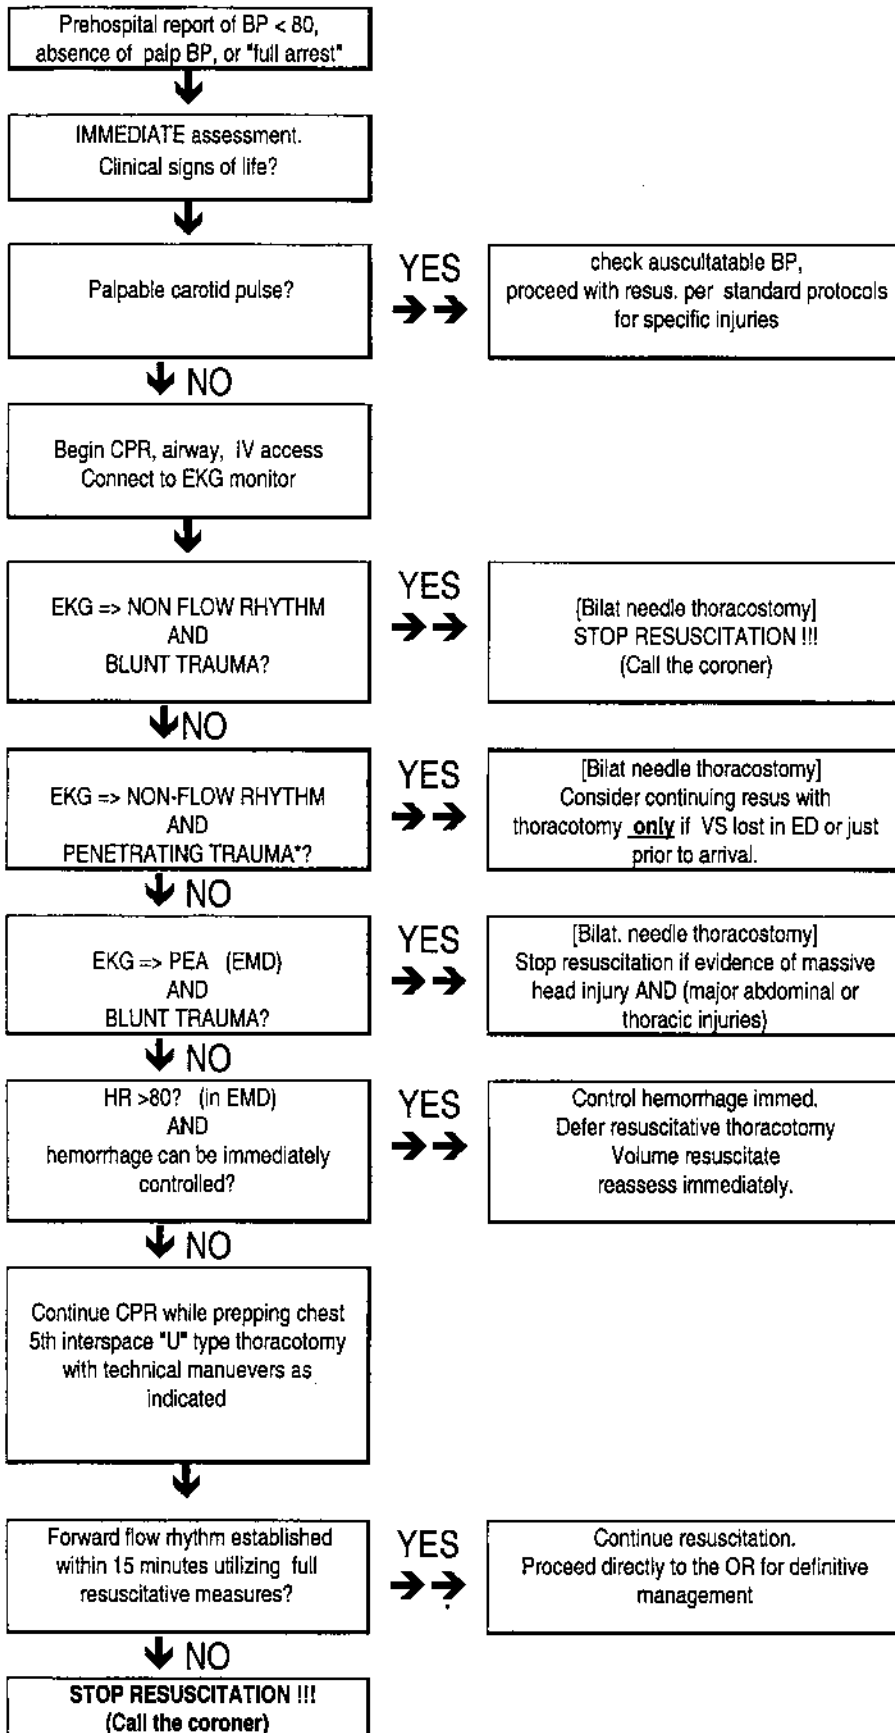 Prehospital report of BP < 80,
absence of palp BP, or "full arrest"
IMMEDIATE assessment.
Clinical signs of life?
Palpable carotid pulse?
YES
check auscultatable BP,
proceed with resus. per standard protocols
for specific injuries
NO
Begin CPR, airway, IV access
Connect to EKG monitor
EKG => NON FLOW RHYTHM
AND
BLUNT TRAUMA?
YES
[Bilat needle thoracostomy]
STOP RESUSCITATION !!!
(Call the coroner)
NO
EKG => NON-FLOW RHYTHM
AND
PENETRATING TRAUMA*?
YES
[Bilat needle thoracostomy]
Consider continuing resus with
thoracotomy only if VS lost in ED or just
prior to arrival.
NO
EKG => PEA (EMD)
AND
BLUNT TRAUMA?
YES
[Bilat. needle thoracostomy]
Stop resuscitation if evidence of massive
head injury AND (major abdominal or
thoracic injuries)
NO
HR >80? (in EMD)
AND
hemorrhage can be immediately
controlled?
YES
Control hemorrhage immed.
Defer resuscitative thoracotomy
Volume resuscitate
reassess immediately.
NO
Continue CPR while prepping chest
5th interspace "U" type thoracotomy
with technical manuevers as
indicated
Forward flow rhythm established
within 15 minutes utilizing full
resuscitative measures?
YES
Continue resuscitation.
Proceed directly to the OR for definitive
management
NO
STOP RESUSCITATION !!!
(Call the coroner)